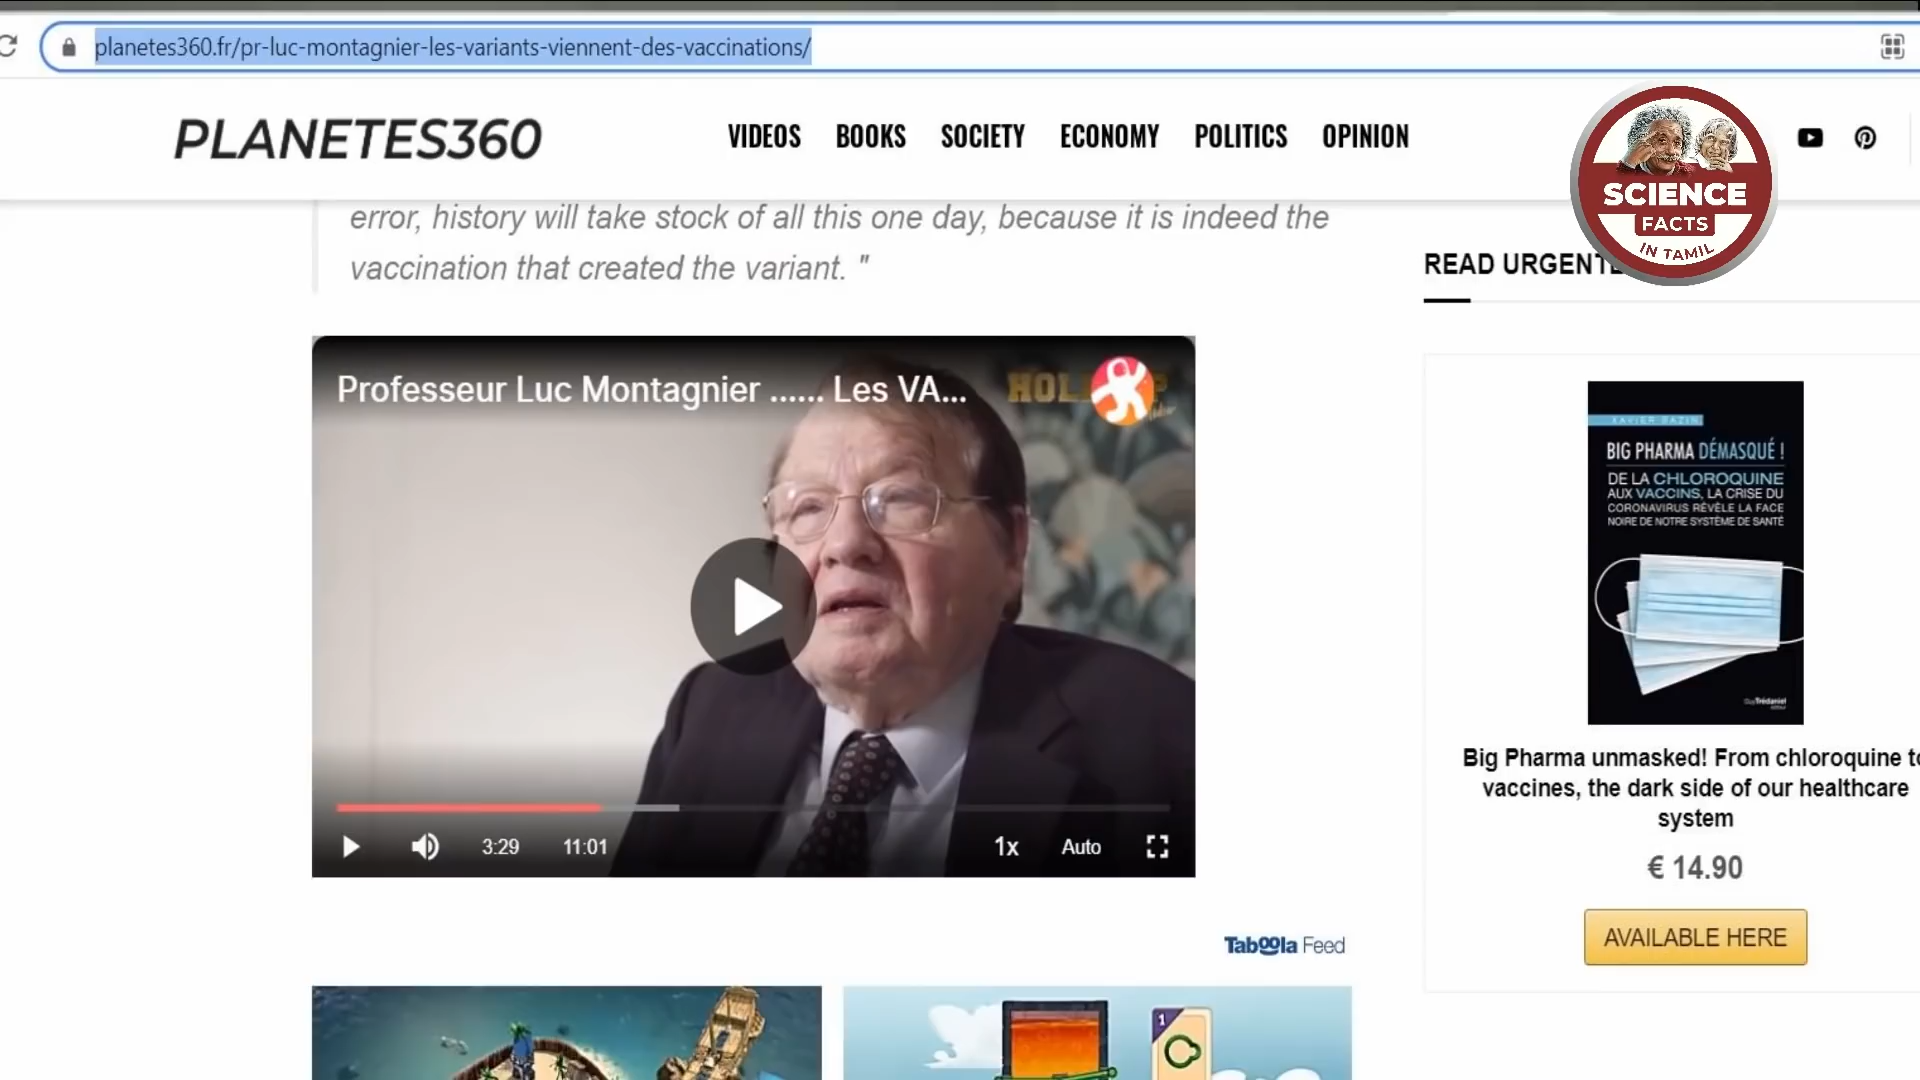 planetes360.fr/pr-luc-montagnier-les-variants-viennent-des-vaccinations/
PLANETES360
VIDEOS BOOKS SOCIETY ECONOMY POLITICS OPINION
SCIENCE
FACTS
IN TAMIL
error, history will take stock of all this one day, because it is indeed the
vaccination that created the variant. "
READ URGENT
Professeur Luc Montagnier ...... Les VA...
HOL
BIG PHARMA DÉMASQUÉ !
DE LA CHLOROQUINE
AUX VACCINS, LA CRISE DU
CORONAVIRUS RÉVÈLE LA FACE
NOIRE DE NOTRE SYSTÈME DE SANTÉ
3:29 11:01 1x Auto
Big Pharma unmasked! From chloroquine to
vaccines, the dark side of our healthcare
system
€ 14.90
AVAILABLE HERE
Taboola Feed
1